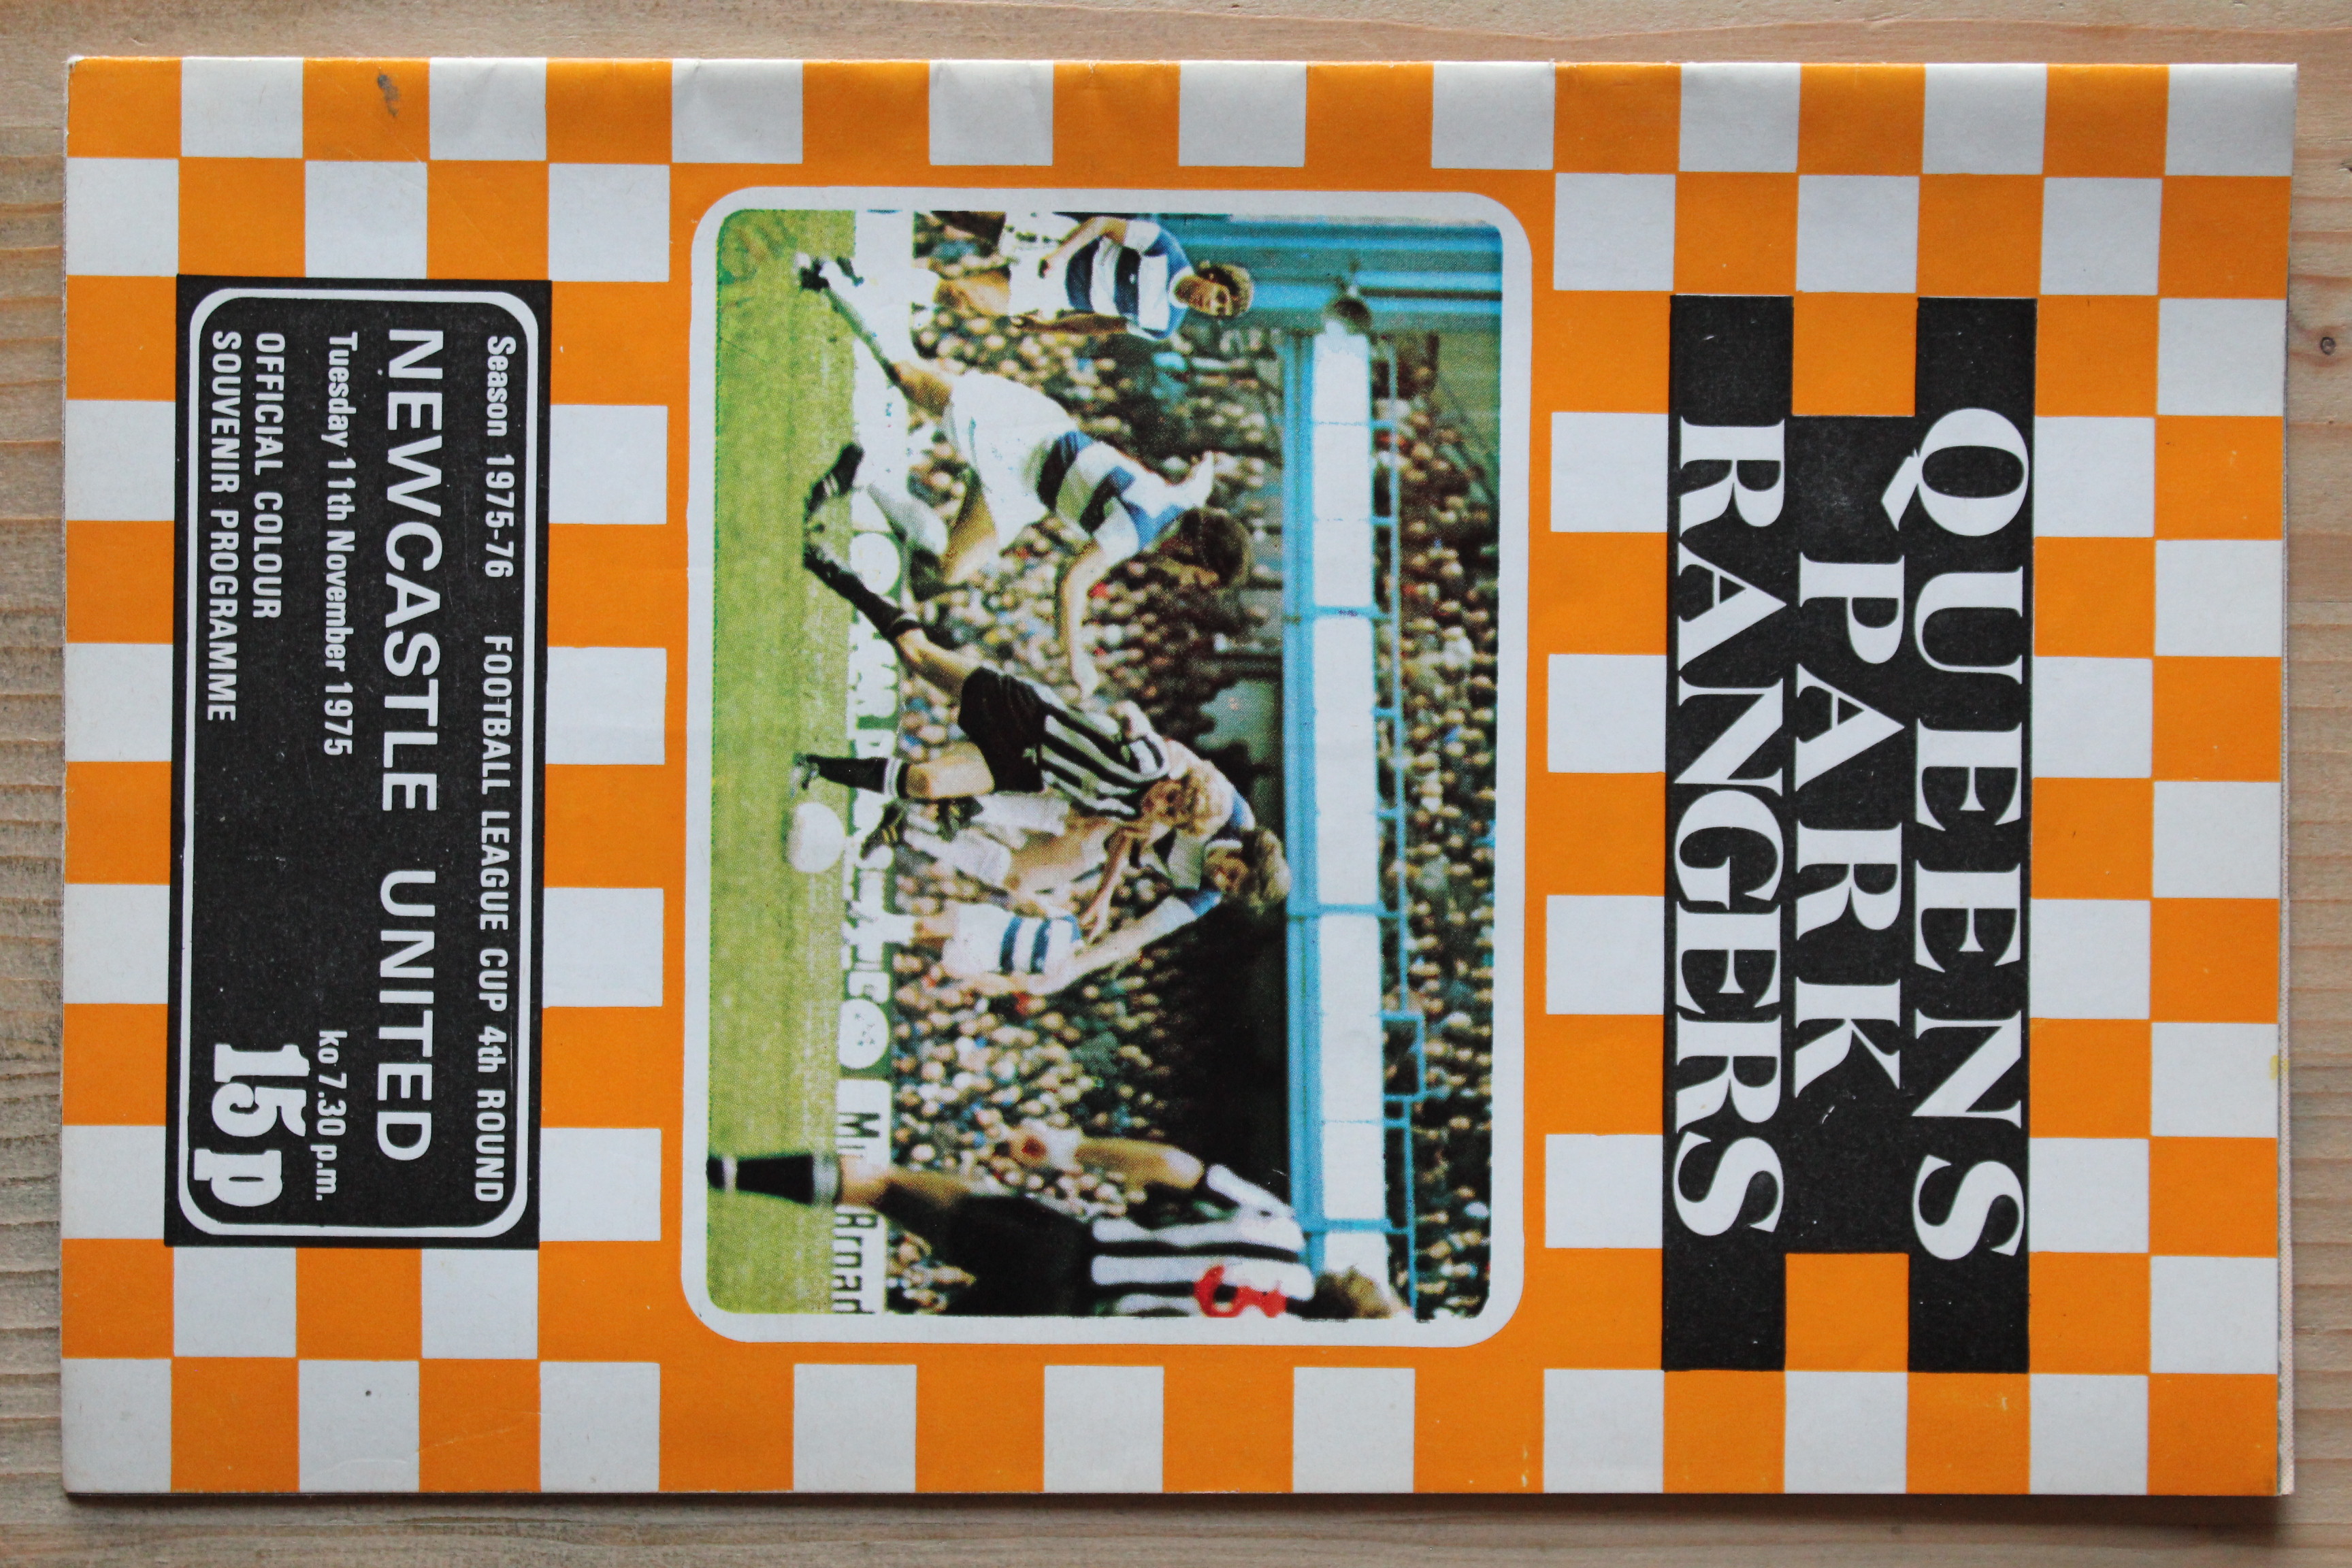 QUEENS
PARK
RANGERS
3
Season 1975-76 FOOTBALL LEAGUE CUP 4th ROUND
NEWCASTLE UNITED
Tuesday 11th November 1975 ko 7.30 p.m.
OFFICIAL COLOUR
SOUVENIR PROGRAMME
15p